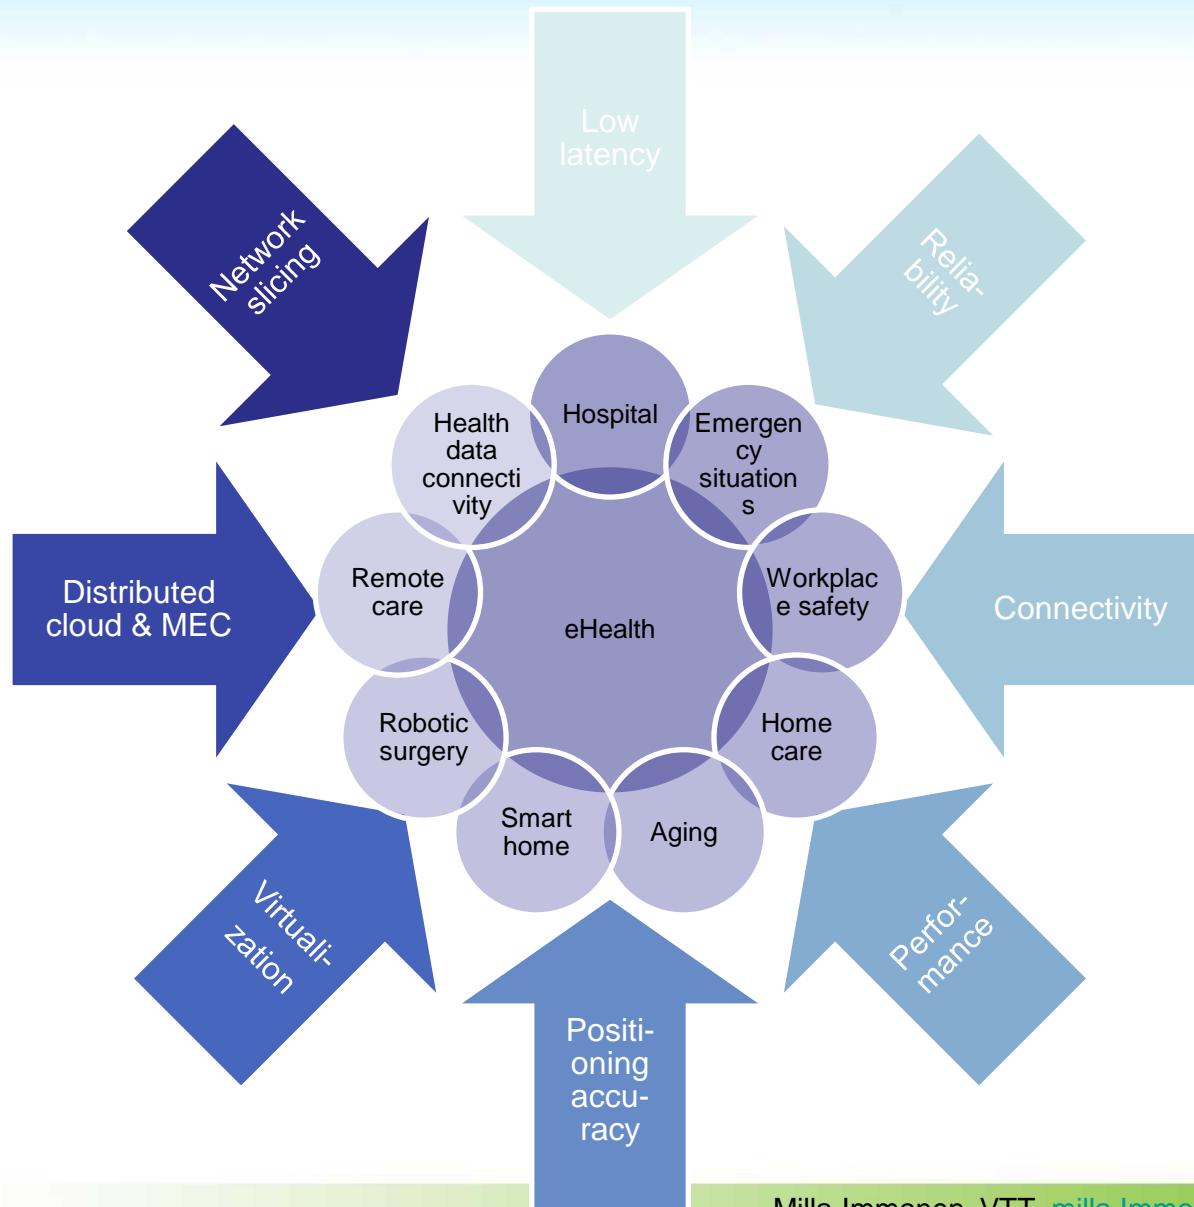 Low
latency
Network
slicing
Relia-
bility
Hospital
Health
data
connecti
vity
Emergen
cy
situation
s
Remote
care
Workplac
e safety
Distributed
cloud & MEC
eHealth
Connectivity
Robotic
surgery
Home
care
Smart
home
Aging
Virtuali-
zation
Perfor-
mance
Positi-
oning
accu-
racy